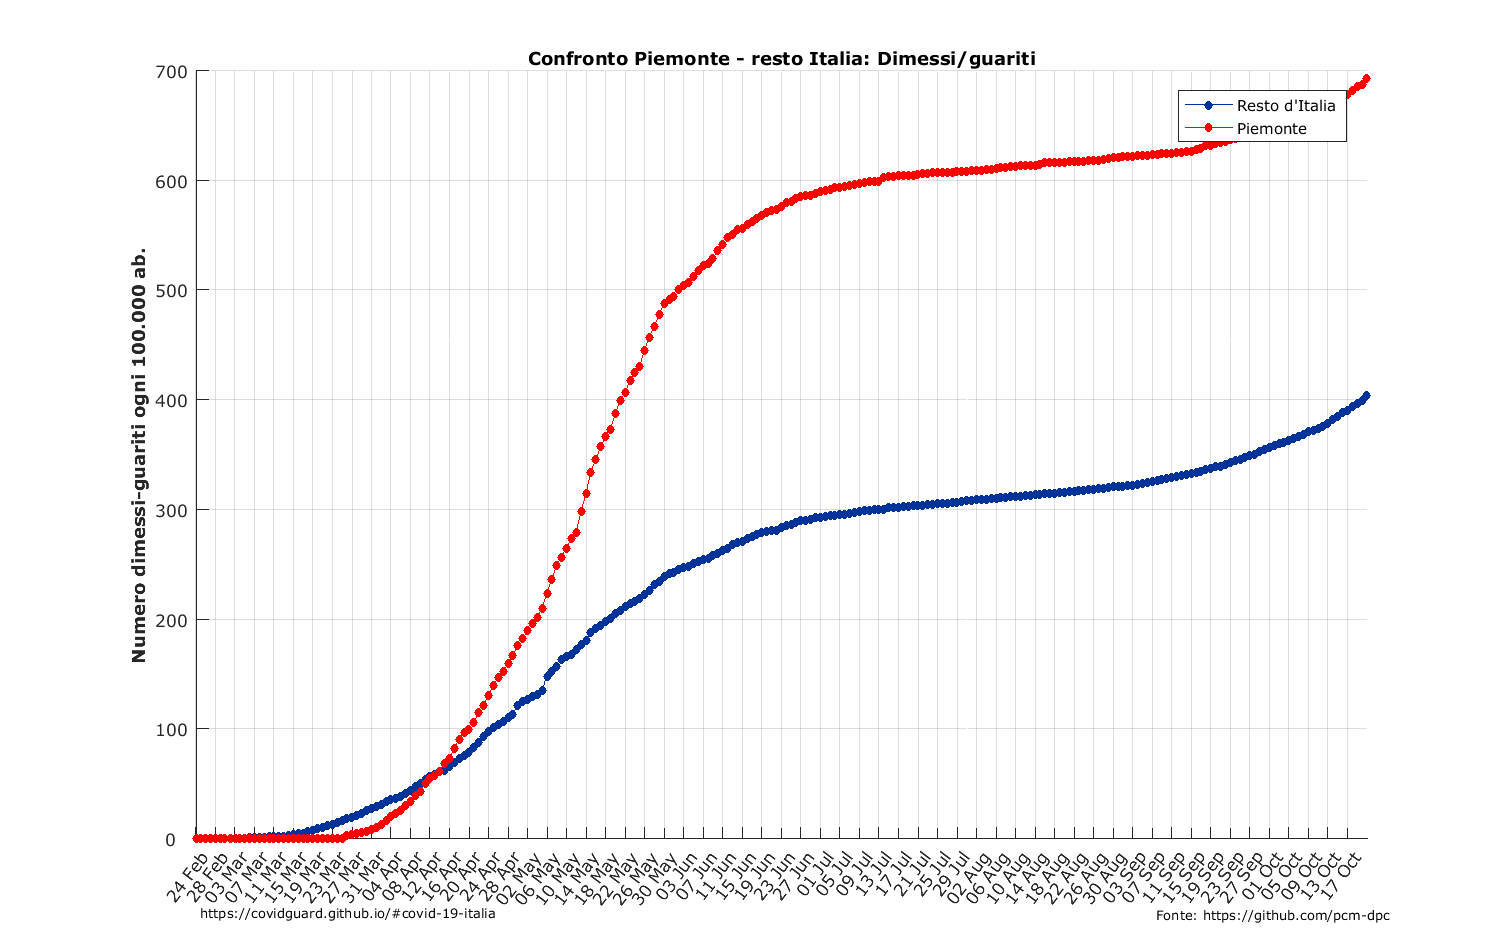 Confronto Piemonte - resto Italia: Dimessi/guariti
Numero dimessi-guariti ogni 100.000 ab.
700
600
500
400
300
200
100
0
Resto d'Italia
Piemonte
24 Feb
28 Feb
03 Mar
07 Mar
11 Mar
15 Mar
19 Mar
23 Mar
27 Mar
31 Mar
04 Apr
08 Apr
12 Apr
16 Apr
20 Apr
24 Apr
28 Apr
02 May
06 May
10 May
14 May
18 May
22 May
26 May
30 May
03 Jun
07 Jun
11 Jun
15 Jun
19 Jun
23 Jun
27 Jun
01 Jul
05 Jul
09 Jul
13 Jul
17 Jul
21 Jul
25 Jul
29 Jul
02 Aug
06 Aug
10 Aug
14 Aug
18 Aug
22 Aug
26 Aug
30 Aug
03 Sep
07 Sep
11 Sep
15 Sep
19 Sep
23 Sep
27 Sep
01 Oct
05 Oct
09 Oct
13 Oct
17 Oct
https://covidguard.github.io/#covid-19-italia
Fonte: https://github.com/pcm-dpc